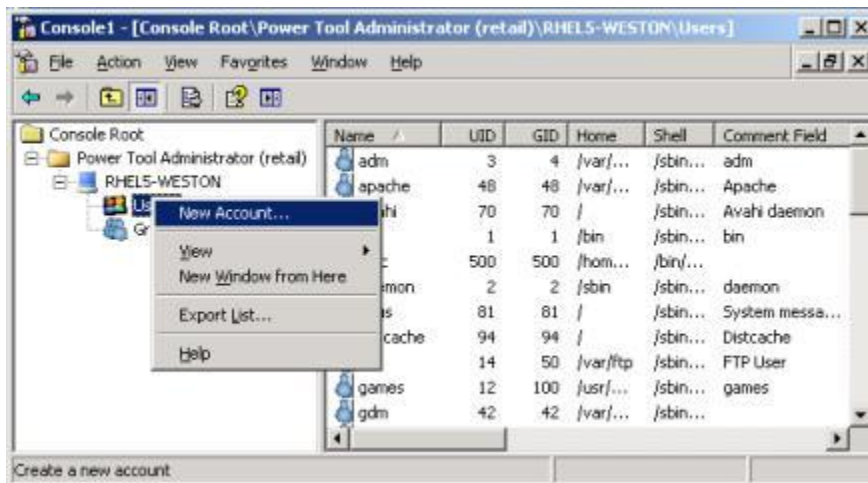 Console1 - [Console Root\Power Tool Administrator (retail)\RHEL5-WESTON\Users]
File Action View Favorites Window Help
Console Root
Power Tool Administrator (retail)
RHEL5-WESTON
New Account...
View
New Window from Here
Export List...
Help
Name UID GID Home Shell Comment Field
adm 3 4 /var/... /sbin... adm
apache 48 48 /var/... /sbin... Apache
70 70 / /sbin... Avahi daemon
1 1 /bin /sbin... bin
500 500 /hom... /bin/...
2 2 /sbin /sbin... daemon
81 81 / /sbin... System messa...
cache 94 94 / /sbin... Distcache
14 50 /var/ftp /sbin... FTP User
games 12 100 /usr/... /sbin... games
gdm 42 42 /var/... /sbin...
Create a new account